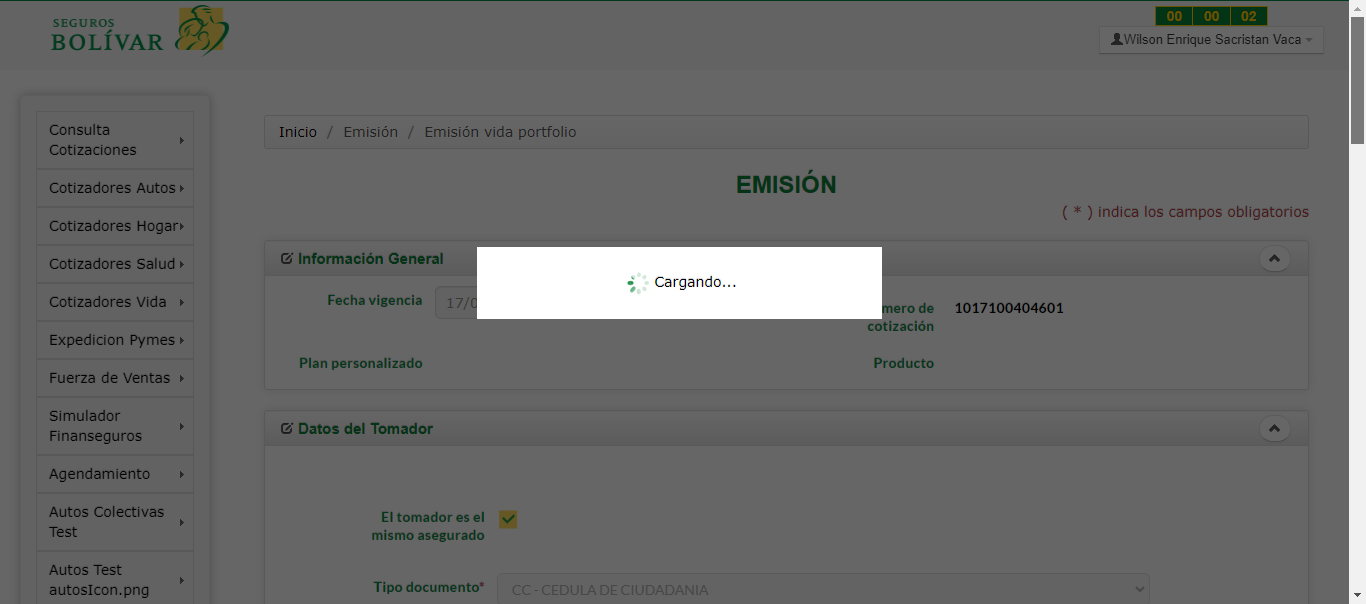 SEGUROS
BOLÍVAR
00 00 02
Wilson Enrique Sacristan Vaca
Consulta
Cotizaciones
Cotizadores Autos
Cotizadores Hogar
Cotizadores Salud
Cotizadores Vida
Expedicion Pymes
Fuerza de Ventas
Simulador
Finanseguros
Agendamiento
Autos Colectivas
Test
Autos Test
autosIcon.png
Inicio / Emisión / Emisión vida portfolio
EMISIÓN
( * ) indica los campos obligatorios
Información General
Cargando...
Fecha vigencia 17/0
mero de
cotización
1017100404601
Plan personalizado
Producto
Datos del Tomador
El tomador es el
mismo asegurado
Tipo documento* CC - CEDULA DE CIUDADANIA